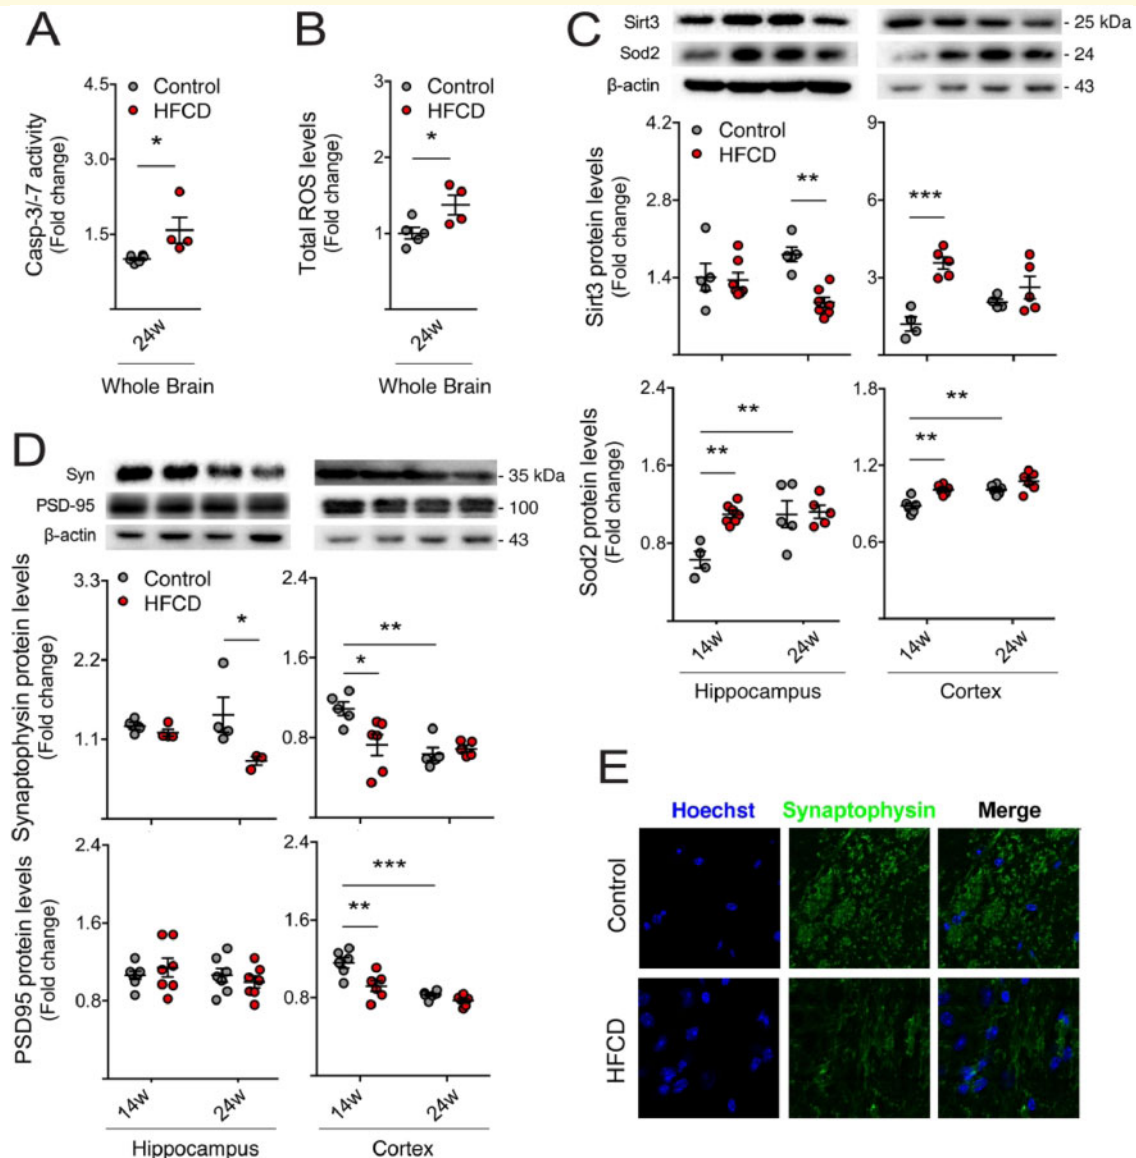 A
Casp-3/-7 activity
(Fold change)
4.5
3.0
1.5
Control
HFCD
*
24w
Whole Brain
B
Total ROS levels
(Fold change)
3
2
1
Control
HFCD
*
24w
Whole Brain
C
Sirt3
- 25 kDa
Sod2
- 24
β-actin
- 43
Sirt3 protein levels
(Fold change)
4.2
2.8
1.4
Control
HFCD
**
9
6
3
***
Sod2 protein levels
(Fold change)
2.4
1.6
0.8
**
**
14w
24w
Hippocampus
1.8
1.2
0.6
**
**
14w
24w
Cortex
D
Syn
- 35 kDa
PSD-95
- 100
β-actin
- 43
Synaptophysin protein levels
(Fold change)
3.3
2.2
1.1
Control
HFCD
*
2.4
1.6
0.8
**
*
PSD95 protein levels
(Fold change)
2.4
1.6
0.8
14w
24w
Hippocampus
2.4
1.6
0.8
***
**
14w
24w
Cortex
E
Hoechst Synaptophysin Merge
Control
HFCD